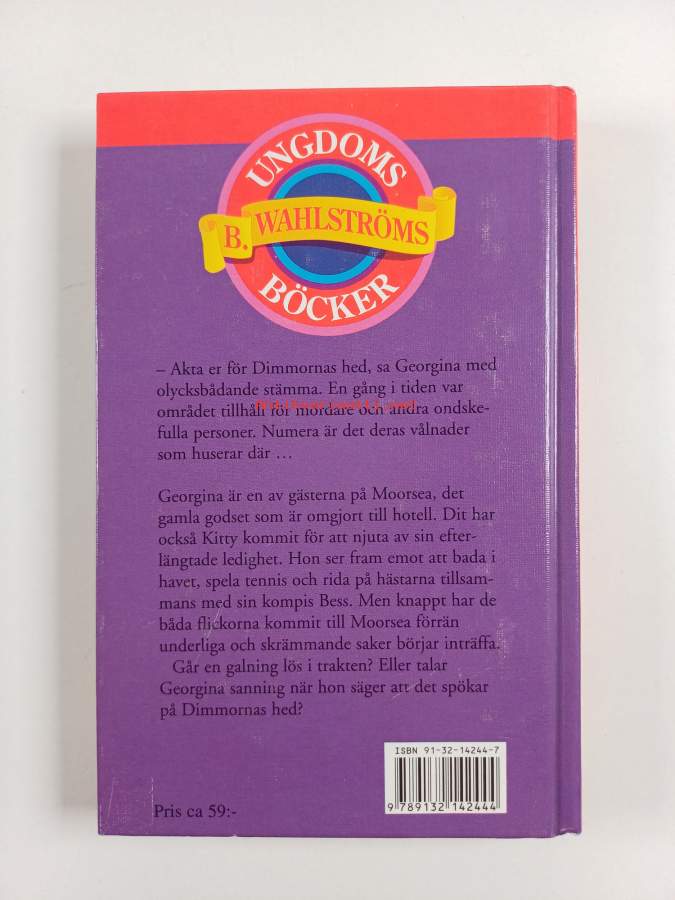 UNGDOMS
B. WAHLSTRÖMS
BÖCKER
– Akta er för Dimmornas hed, sa Georgina med
olycksbådande stämma. En gång i tiden var
området tillhåll för mördare och andra ondske-
fulla personer. Numera är det deras vålnader
som huserar där ...
Georgina är en av gästerna på Moorsea, det
gamla godset som är omgjort till hotell. Dit har
också Kitty kommit för att njuta av sin efter-
längtade ledighet. Hon ser fram emot att bada i
havet, spela tennis och rida på hästarna tillsam-
mans med sin kompis Bess. Men knappt har de
båda flickorna kommit till Moorsea förrän
underliga och skrämmande saker börjar inträffa.
Går en galning lös i trakten? Eller talar
Georgina sanning när hon säger att det spökar
på Dimmornas hed?
ISBN 91-32-14244-7
9 789132 142444
Pris ca 59:-